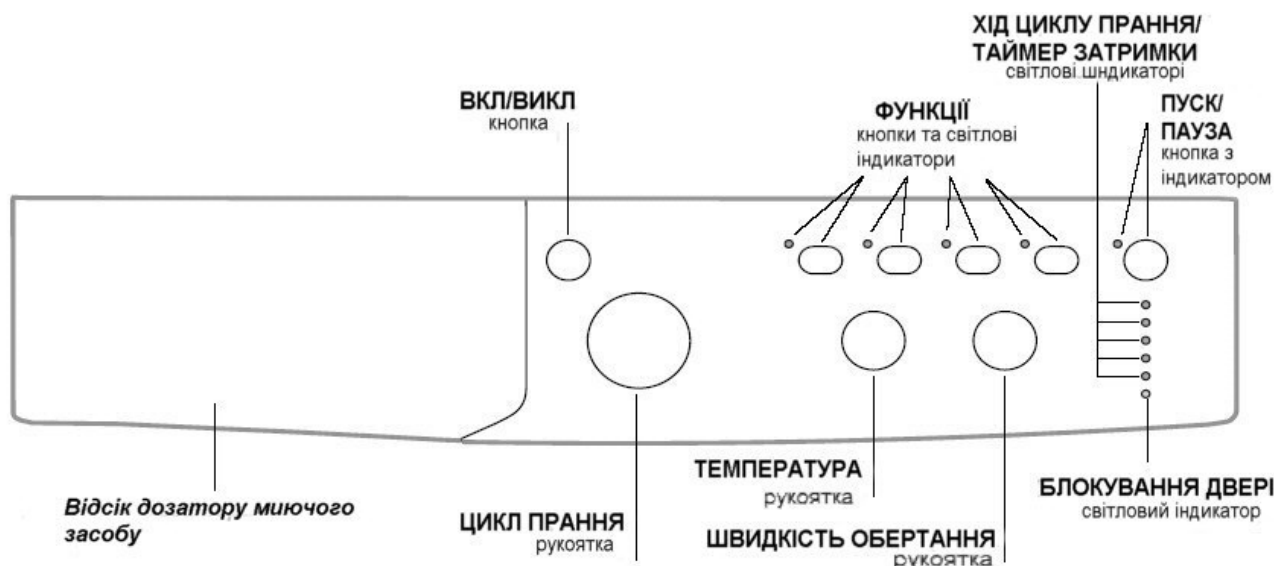 ХІД ЦИКЛУ ПРАННЯ/
ТАЙМЕР ЗАТРИМКИ
світлові шндикаторі
ВКЛ/ВИКЛ
кнопка
ФУНКЦІЇ
кнопки та світлові
індикатори
ПУСК/
ПАУЗА
кнопка з
індикатором
Відсік дозатору миючого
засобу
ЦИКЛ ПРАННЯ
рукоятка
ТЕМПЕРАТУРА
рукоятка
ШВИДКІСТЬ ОБЕРТАННЯ
рукоятка
БЛОКУВАННЯ ДВЕРІ
світловий індикатор